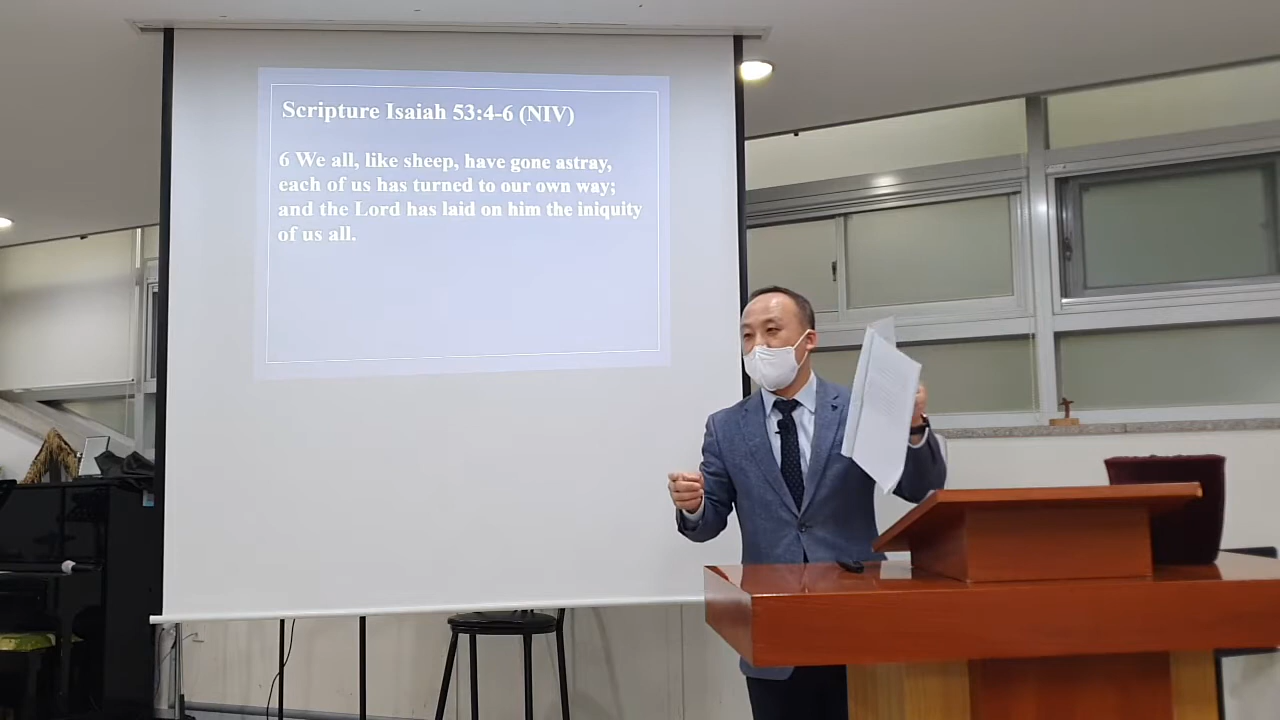 Scripture Isaiah 53:4-6 (NIV)
6 We all, like sheep, have gone astray,
each of us has turned to our own way;
and the Lord has laid on him the iniquity
of us all.